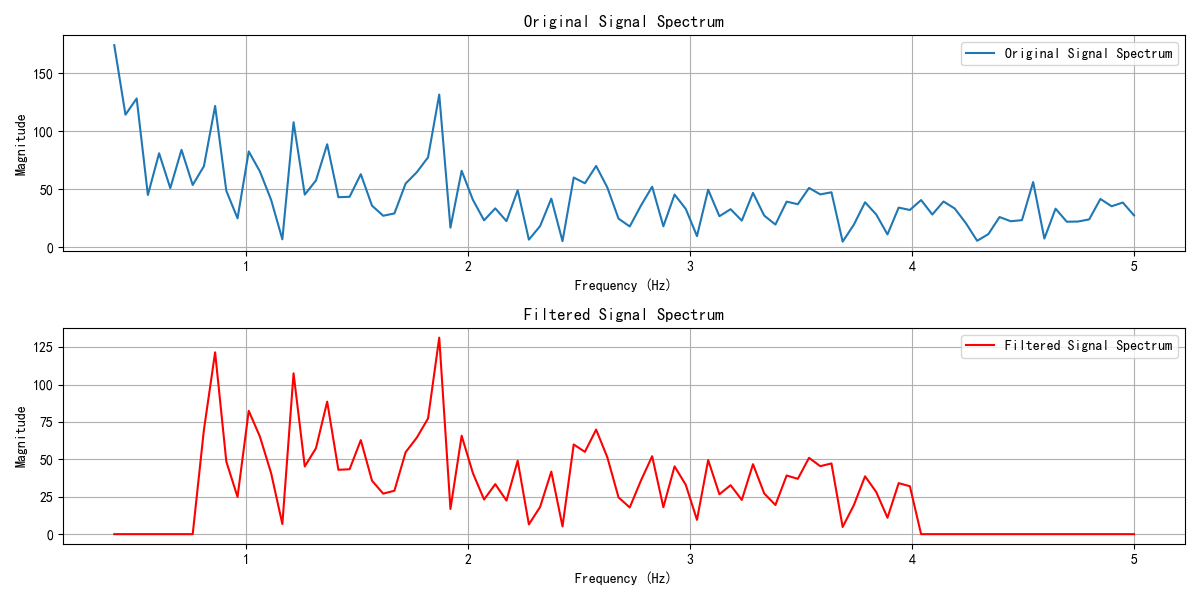 Original Signal Spectrum
Original Signal Spectrum
Magnitude
150
100
50
0
1 2 3 4 5
Frequency (Hz)
Filtered Signal Spectrum
Filtered Signal Spectrum
Magnitude
125
100
75
50
25
0
1 2 3 4 5
Frequency (Hz)